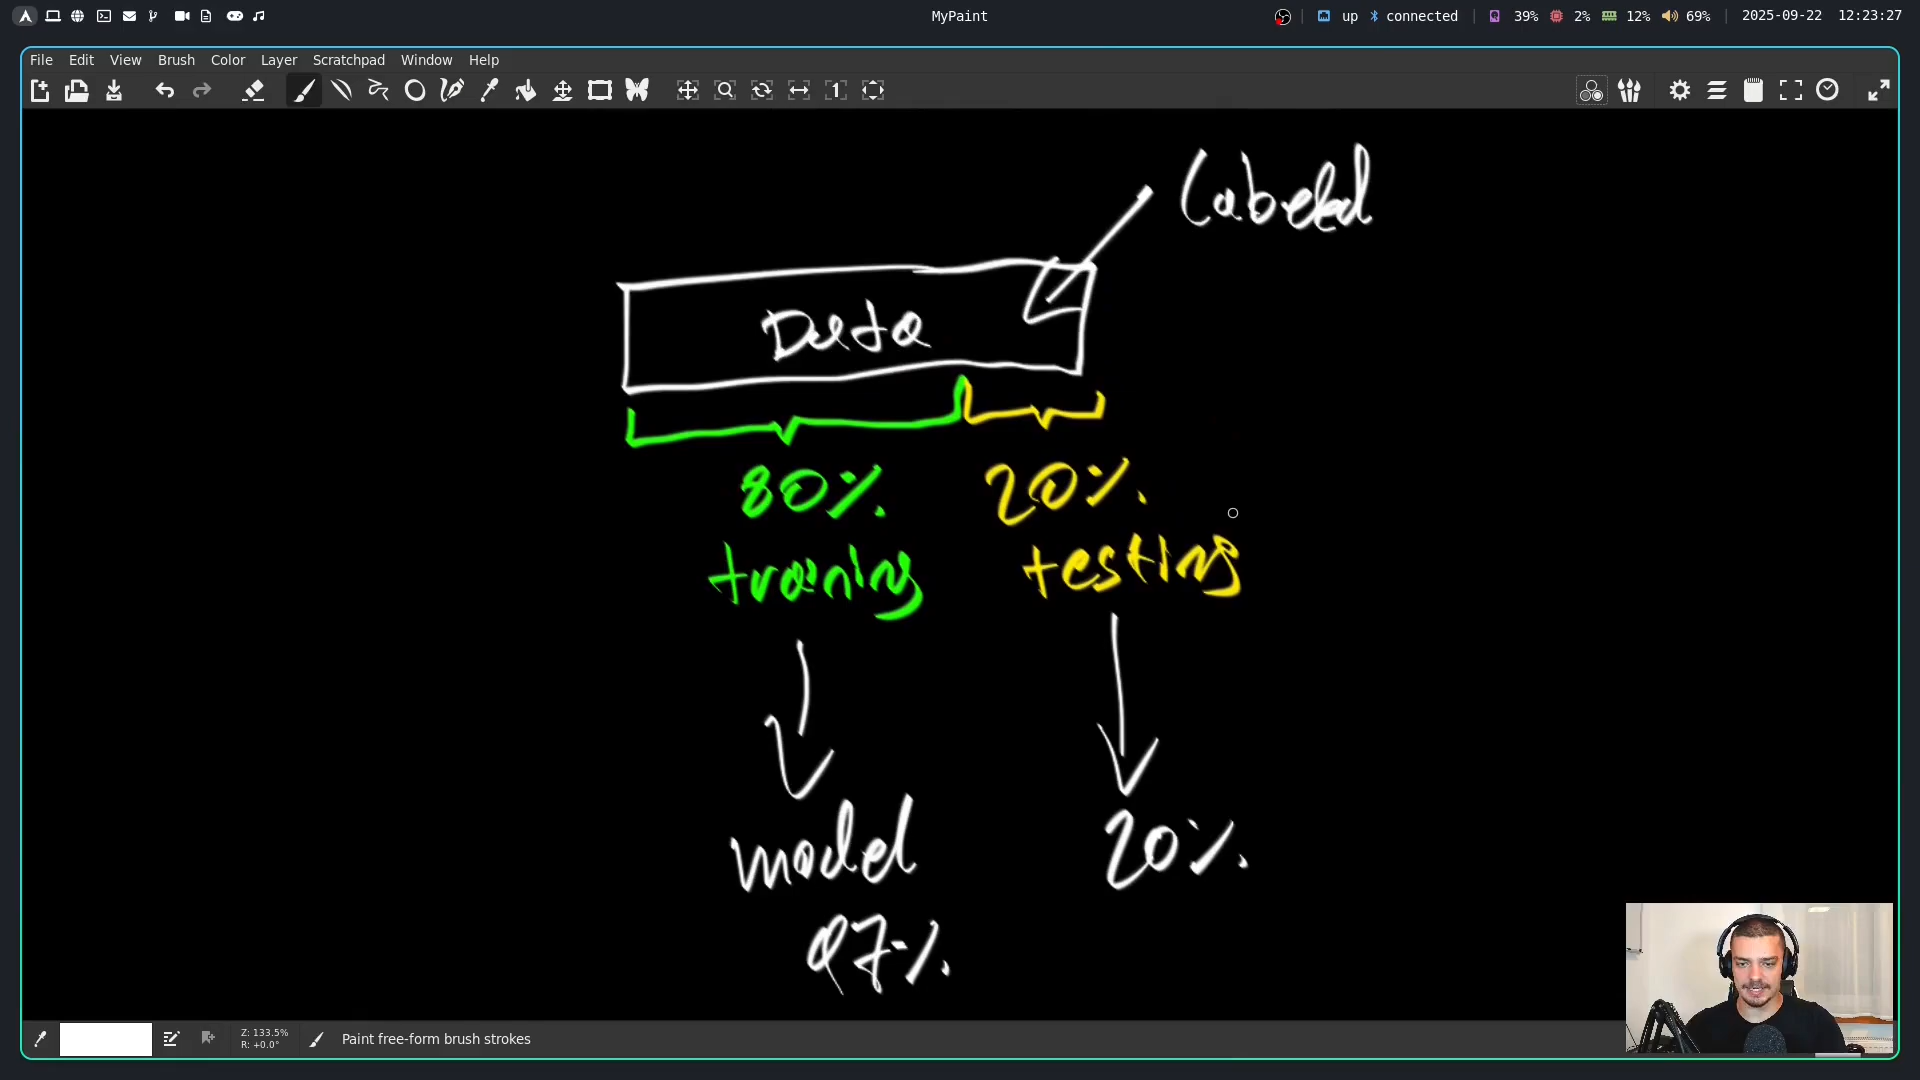 MyPaint
up connected 39% 2% 12% 69% 2025-09-22 12:23:27
File Edit View Brush Color Layer Scratchpad Window Help
1
Labeled
Data
80% 20%
training testing
model 20%
97%
Z: 133.5%
R: +0.0°
Paint free-form brush strokes